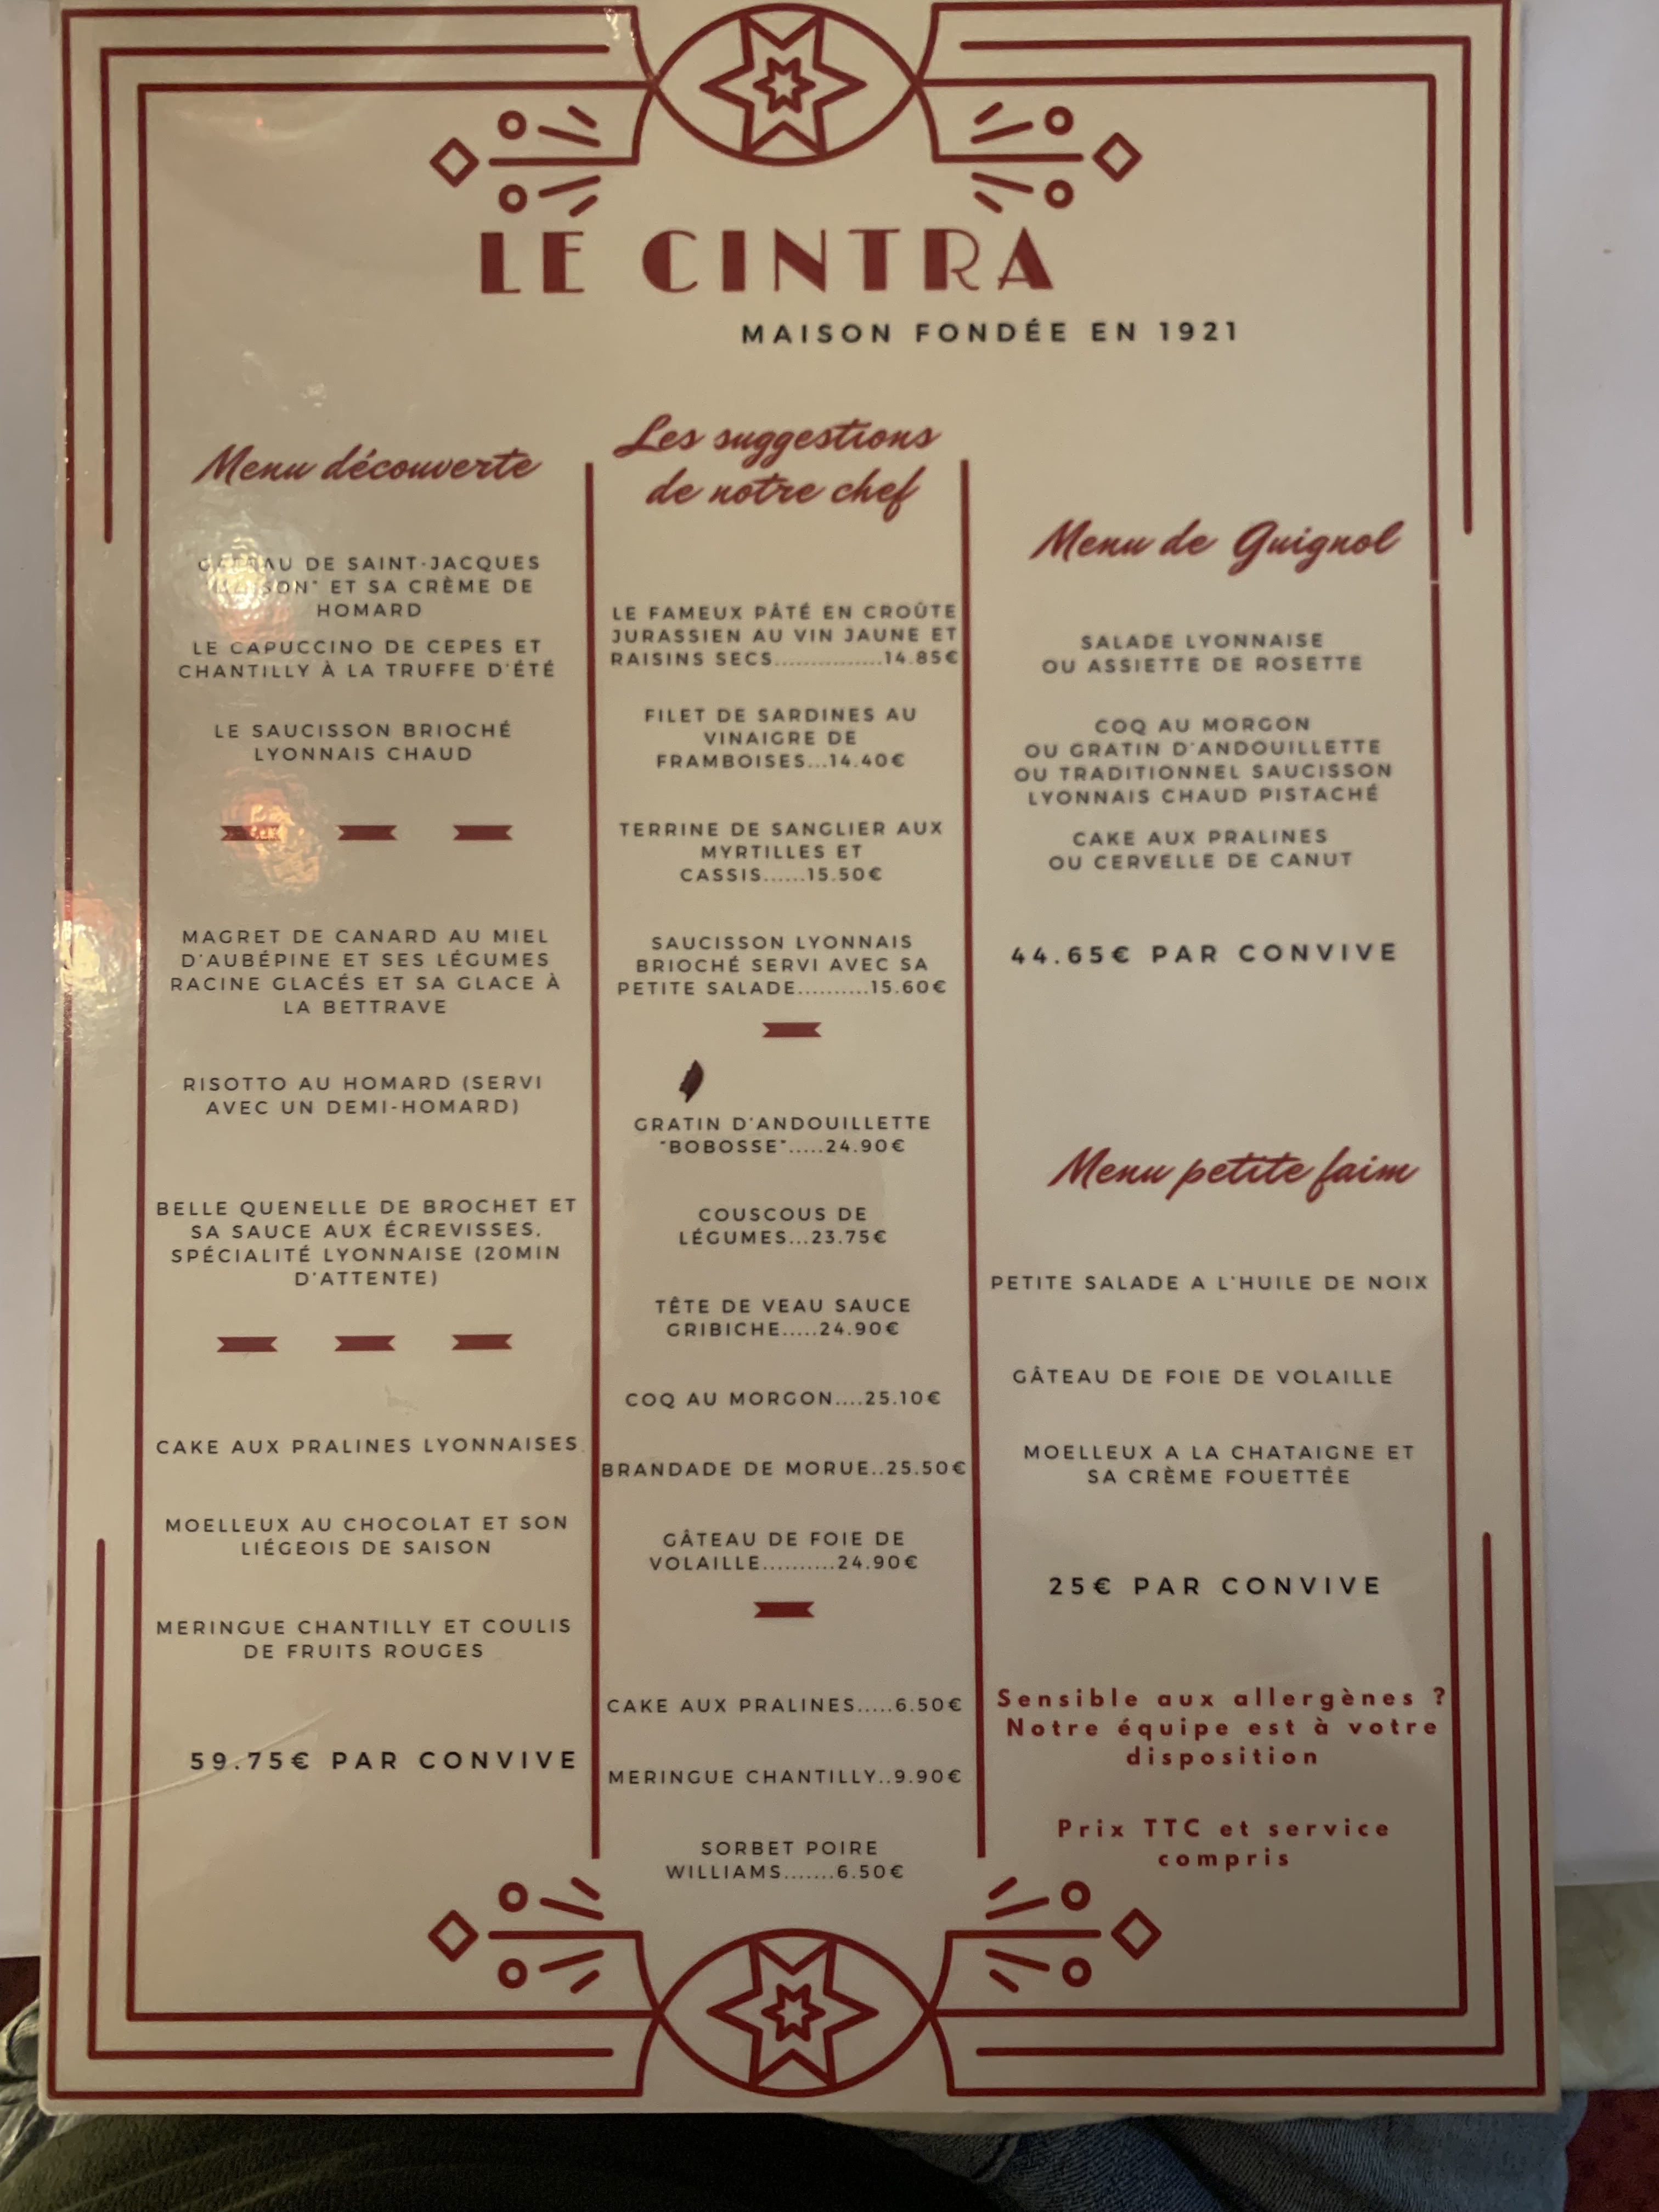 LE CINTRA
MAISON FONDÉE EN 1921
Menu découverte
DE SAINT-JACQUES
ET SA CRÈME DE
HOMARD
LE CAPUCCINO DE CEPES ET
CHANTILLY À LA TRUFFE D'ÉTÉ
LE SAUCISSON BRIOCHÉ
LYONNAIS CHAUD
MAGRET DE CANARD AU MIEL
D'AUBÉPINE ET SES LÉGUMES
RACINE GLACÉS ET SA GLACE À
LA BETTRAVE
RISOTTO AU HOMARD (SERVI
AVEC UN DEMI-HOMARD)
BELLE QUENELLE DE BROCHET ET
SA SAUCE AUX ÉCREVISSES,
SPÉCIALITÉ LYONNAISE (20MIN
D'ATTENTE)
CAKE AUX PRALINES LYONNAISES
MOELLEUX AU CHOCOLAT ET SON
LIÉGEOIS DE SAISON
MERINGUE CHANTILLY ET COULIS
DE FRUITS ROUGES
59.75€ PAR CONVIVE
Les suggestions
de notre chef
LE FAMEUX PÂTÉ EN CROÛTE
JURASSIEN AU VIN JAUNE ET
RAISINS SECS...............14.85€
FILET DE SARDINES AU
VINAIGRE DE
FRAMBOISES...14.40€
TERRINE DE SANGLIER AUX
MYRTILLES ET
CASSIS......15.50€
SAUCISSON LYONNAIS
BRIOCHÉ SERVI AVEC SA
PETITE SALADE..........15.60€
GRATIN D'ANDOUILLETTE
"BOBOSSE".....24.90€
COUSCOUS DE
LÉGUMES...23.75€
TÊTE DE VEAU SAUCE
GRIBICHE.....24.90€
COQ AU MORGON....25.10€
BRANDADE DE MORUE..25.50€
GÂTEAU DE FOIE DE
VOLAILLE..........24.90€
CAKE AUX PRALINES.....6.50€
MERINGUE CHANTILLY..9.90€
SORBET POIRE
WILLIAMS.......6.50€
Menu de Guignol
SALADE LYONNAISE
OU ASSIETTE DE ROSETTE
COQ AU MORGON
OU GRATIN D'ANDOUILLETTE
OU TRADITIONNEL SAUCISSON
LYONNAIS CHAUD PISTACHÉ
CAKE AUX PRALINES
OU CERVELLE DE CANUT
44.65€ PAR CONVIVE
Menu petite faim
PETITE SALADE A L'HUILE DE NOIX
GÂTEAU DE FOIE DE VOLAILLE
MOELLEUX A LA CHATAIGNE ET
SA CRÈME FOUETTÉE
25€ PAR CONVIVE
Sensible aux allergènes ?
Notre équipe est à votre
disposition
Prix TTC et service
compris